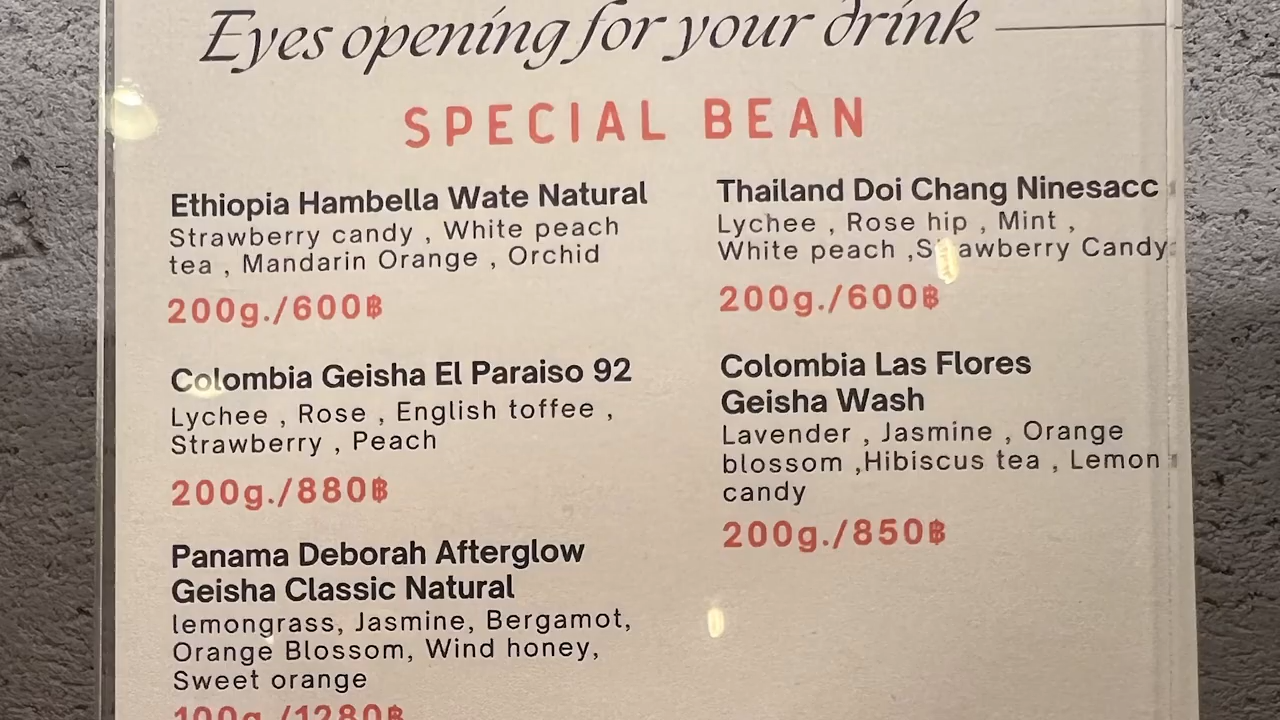 Eyes opening for your drink
SPECIAL BEAN
Ethiopia Hambella Wate Natural
Strawberry candy , White peach
tea , Mandarin Orange , Orchid
200g./600฿
Colombia Geisha El Paraiso 92
Lychee , Rose , English toffee ,
Strawberry , Peach
200g./880฿
Panama Deborah Afterglow
Geisha Classic Natural
lemongrass, Jasmine, Bergamot,
Orange Blossom, Wind honey,
Sweet orange
100g./1280฿
Thailand Doi Chang Ninesacc
Lychee , Rose hip , Mint ,
White peach ,Strawberry Candy
200g./600฿
Colombia Las Flores
Geisha Wash
Lavender , Jasmine , Orange
blossom ,Hibiscus tea , Lemon
candy
200g./850฿